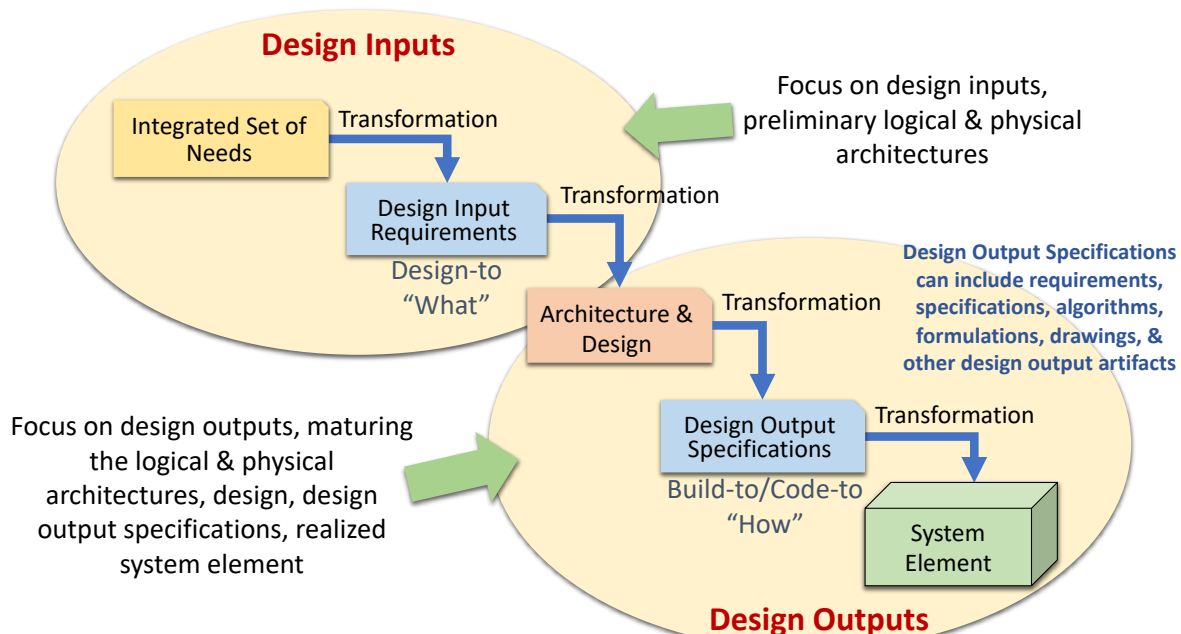 Design Inputs
Integrated Set of
Needs
Transformation
Focus on design inputs,
preliminary logical & physical
architectures
Design Input
Requirements
Transformation
Design-to
“What”
Architecture &
Design
Transformation
Design Output Specifications
can include requirements,
specifications, algorithms,
formulations, drawings, &
other design output artifacts
Focus on design outputs, maturing
the logical & physical
architectures, design, design
output specifications, realized
system element
Design Output
Specifications
Transformation
Build-to/Code-to
“How”
System
Element
Design Outputs